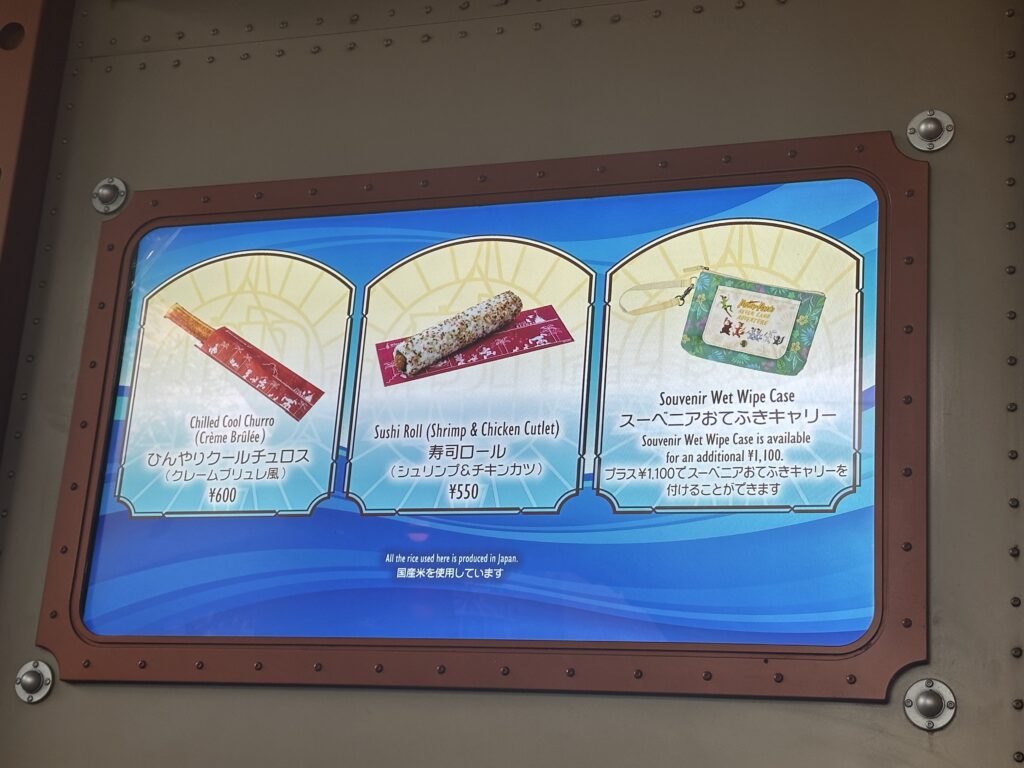 Chilled Cool Churro
(Crème Brûlée)
ひんやりクールチュロス
（クレームブリュレ風）
¥600
Sushi Roll (Shrimp & Chicken Cutlet)
寿司ロール
（シュリンプ&チキンカツ）
¥550
Souvenir Wet Wipe Case
スーベニアおてふきキャリー
Souvenir Wet Wipe Case is available
for an additional ¥1,100.
プラス¥1,100でスーベニアおてふきキャリーを
付けることができます
All the rice used here is produced in Japan.
国産米を使用しています